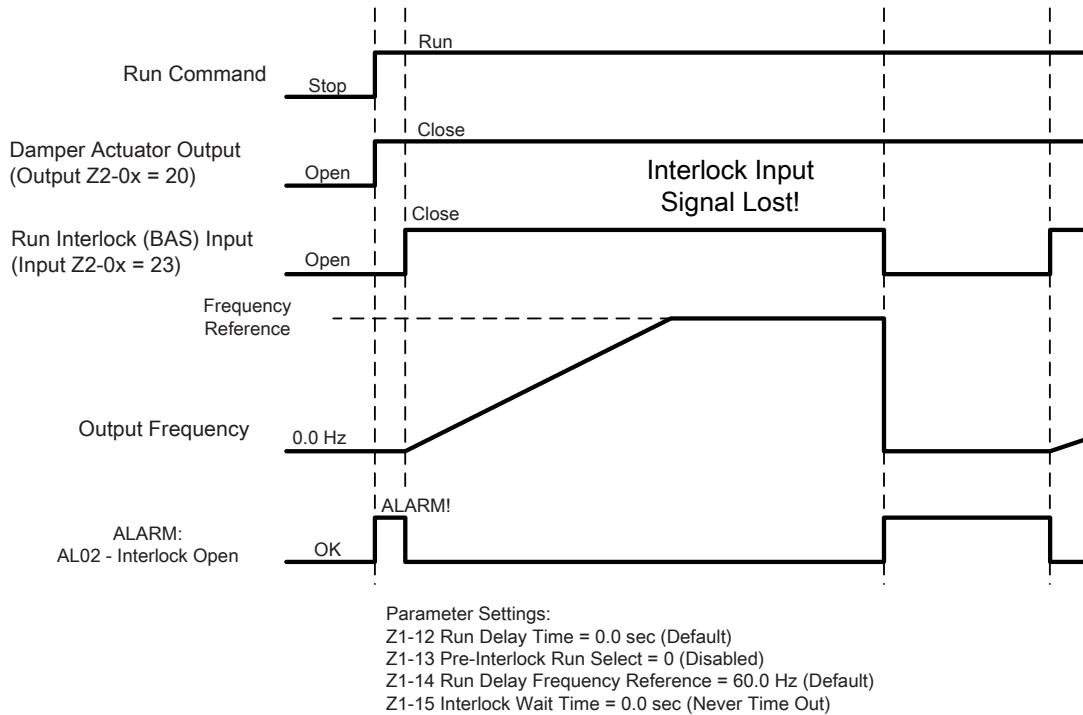 Run
Run Command
Stop
Close
Damper Actuator Output
(Output Z2-0x = 20)
Open
Interlock Input
Signal Lost!
Close
Run Interlock (BAS) Input
(Input Z2-0x = 23)
Open
Frequency
Reference
Output Frequency
0.0 Hz
ALARM!
ALARM:
AL02 - Interlock Open
OK
Parameter Settings:
Z1-12 Run Delay Time = 0.0 sec (Default)
Z1-13 Pre-Interlock Run Select = 0 (Disabled)
Z1-14 Run Delay Frequency Reference = 60.0 Hz (Default)
Z1-15 Interlock Wait Time = 0.0 sec (Never Time Out)